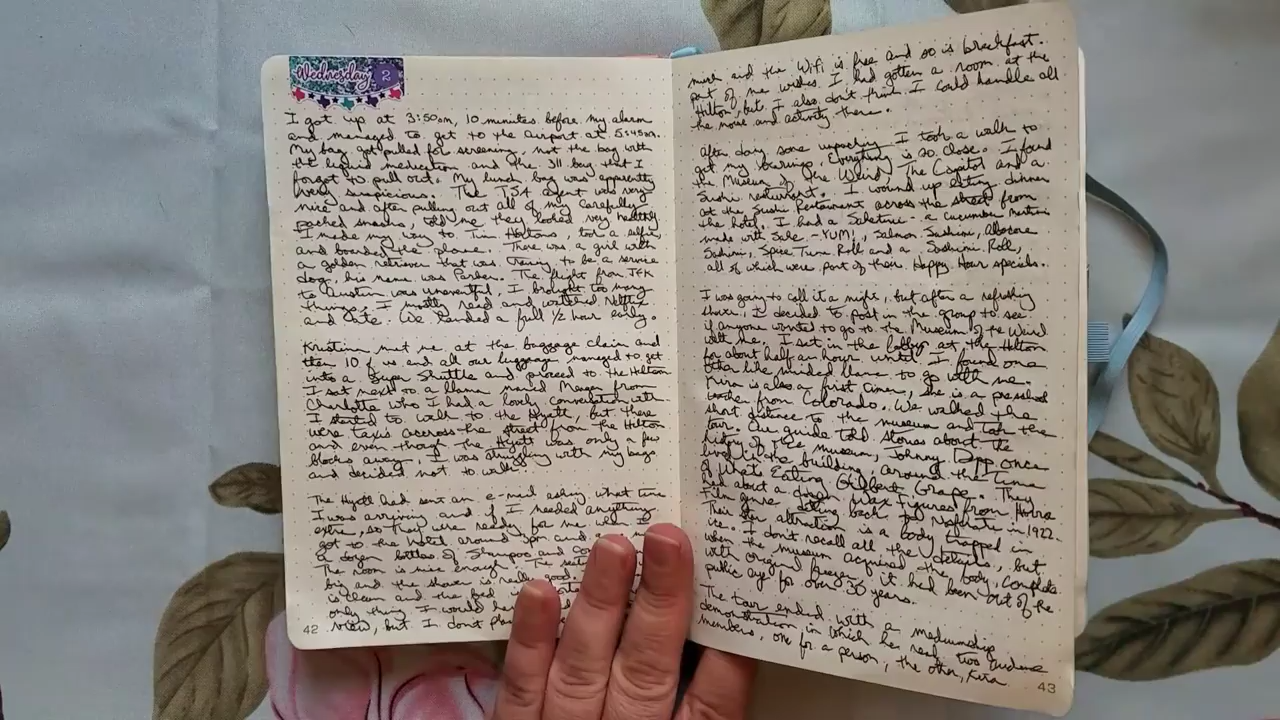 Wednesday 2
I got up at 3:50am, 10 minutes before my alarm
and managed to get to the airport at 5:45am.
My bag got pulled for screening, not the bag with
the liquid medication and the 311 bag that I
forgot to pull out. My lunch bag was apparently
very suspicious. The TSA agent was very
nice and after pulling out all of my carefully
packed snacks, told me they looked very healthy.
I made my way to Tim Hortons, took a
and boarded the plane. There was a girl with
a golden retriever that was training to be a service
dog, his name was Parker. The flight from JFK
to Austin was uneventful, I brought too many
things, I mostly read and watched Netflix
and We landed a full 1/2 hour early.
Kristina met me at the baggage claim and
then 10 of us and all our luggage managed to get
into a Super Shuttle and to the Hilton
I sat next to a llama named Megan from
Charlotte who I had a lovely conversation with
I started to walk to the Hyatt, but there
were taxis accross the street from the Hilton
and even though the Hyatt was only a few
blocks away, I was struggling with my bags
and decided not to walk.
The Hyatt had sent an e-mail asking what time
I was arriving and if I needed anything
extra, so they were ready for me when I
got to the hotel around 3pm and
bottles of Shampoo and
The room is nice enough. The
big and the shower is really good.
is clean and the bed
only thing I would
now, but I don't
42
much and the WiFi is free and so is breakfast.
part of me wishes I had gotten a room at the
Hilton, but I also don't think I could handle all
the noise and activity there.
After doing some unpacking I took a walk to
get my bearings. Everything is so close. I found
the Museum of the Weird, The Capitol and a
Sushi restaurant. I wound up eating dinner
at the Sushi Restaurant across the street from
the hotel. I had a Saketini - a cucumber martini
made with Sake - YUM!, Salmon Sashimi, Abacore
Sashimi, Spice Tuna Roll and a Sashimi Roll,
all of which were part of their Happy Hour specials.
I was going to call it a night, but after a refreshing
shower, I decided to post in the group to see
if anyone wanted to go to the Museum of the Weird
with me. I sat in the lobby at the Hilton
for about half an hour until I found one
other like minded llama to go with me.
Kira is also a first timer, she is a preschool
teacher from Colorado. We walked the
short distance to the museum and took the
tour. Our guide told stories about the
history of the museum, Johnny Depp once
lived in the building around the time
of What's Eating Gilbert Grape. They
had about a dozen wax figures from Horror
Film genre dating back to Nosferatu in 1922.
Their attraction is a body trapped in
ice. I don't recall all the details, but
when the museum acquired the body, complete
with original freezer, it had been out of the
public eye for over 30 years.
The tour ended with a mediumship
demonstration in which he read two audience
members, one for a person, the other, Kira.
43